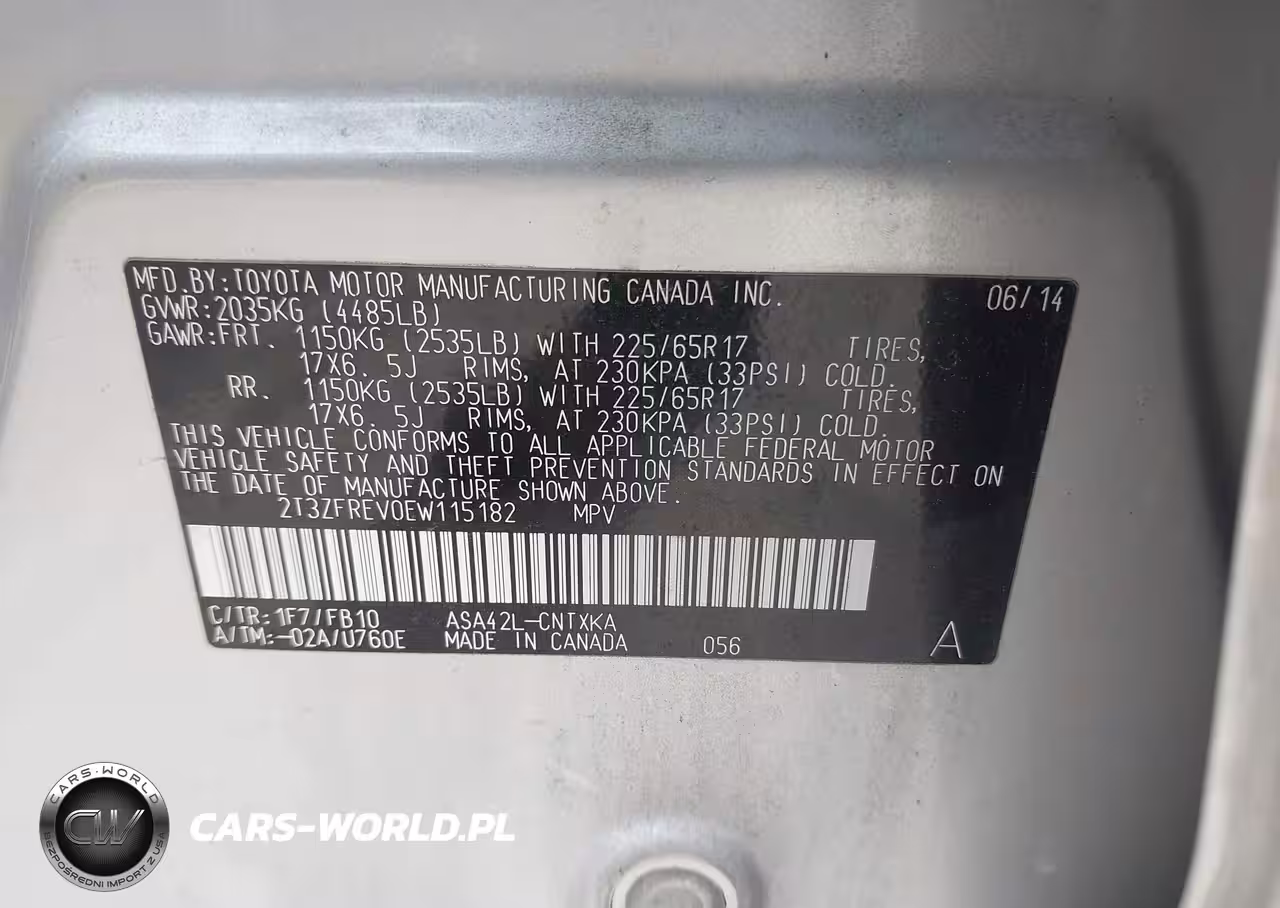 MFD.BY:TOYOTA MOTOR MANUFACTURING CANADA INC. 06/14
GVWR:2035KG (4485LB)
GAWR:FRT. 1150KG (2535LB) WITH 225/65R17 TIRES,
17X6. 5J RIMS, AT 230KPA (33PSI) COLD.
RR. 1150KG (2535LB) WITH 225/65R17 TIRES,
17X6. 5J RIMS, AT 230KPA (33PSI) COLD.
THIS VEHICLE CONFORMS TO ALL APPLICABLE FEDERAL MOTOR
VEHICLE SAFETY AND THEFT PREVENTION STANDARDS IN EFFECT ON
THE DATE OF MANUFACTURE SHOWN ABOVE.
2T3ZFREV0EW115182 MPV
C/TR:1F7/FB10 ASA42L-CNTXKA
A/TM:-02A/U760E MADE IN CANADA 056 A
CARS-WORLD
CW
BEZPOŚREDNI IMPORT Z USA
CARS-WORLD.PL